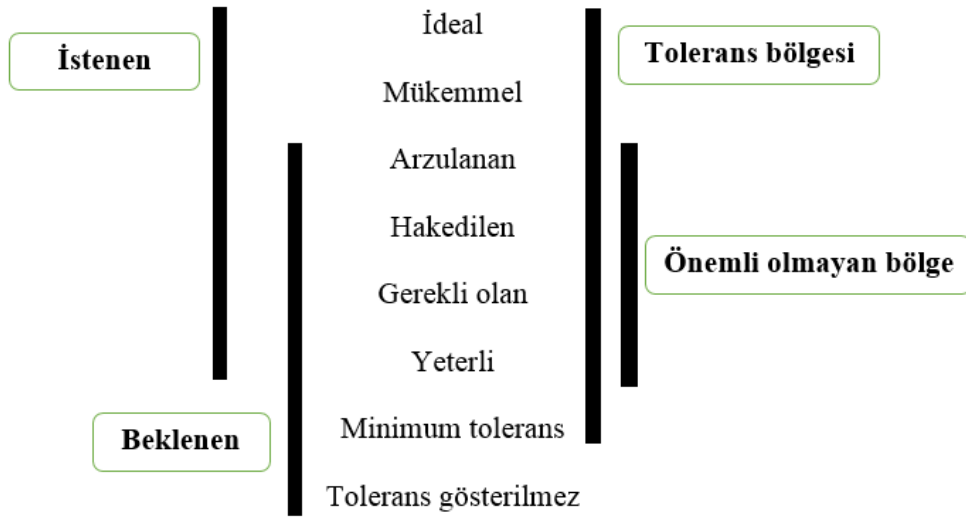 İstenen
İdeal
Mükemmel
Arzulanan
Hakedilen
Gerekli olan
Yeterli
Minimum tolerans
Tolerans gösterilmez
Beklenen
Tolerans bölgesi
Önemli olmayan bölge